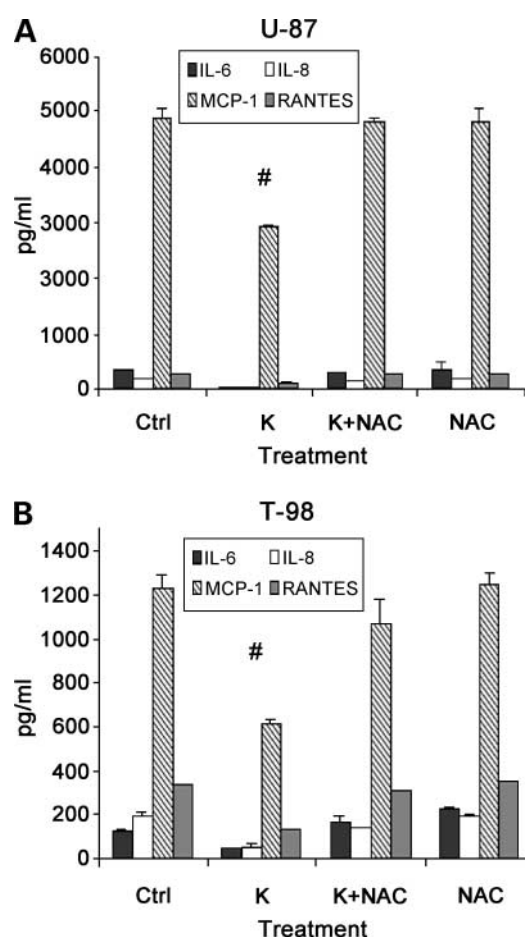 A
U-87
6000
5000
4000
3000
3000
1000
0
pg/ml
IL-6 IL-8
MCP-1 RANTES
#
Ctrl K K+NAC NAC
Treatment
B
T-98
1400
1200
1000
800
600
400
200
0
pg/ml
IL-6 IL-8
MCP-1 RANTES
#
Ctrl K K+NAC NAC
Treatment